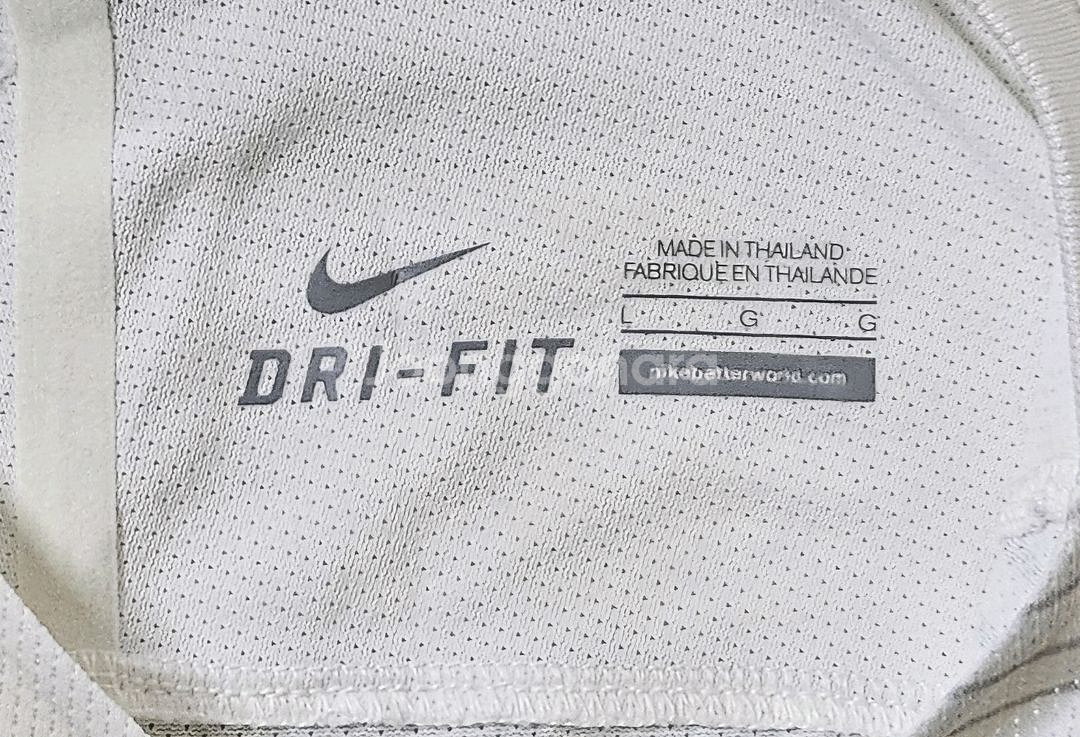 MADE IN THAILAND
FABRIQUE EN THAILANDE
L G G
DRI-FIT
nikebetterworld.com